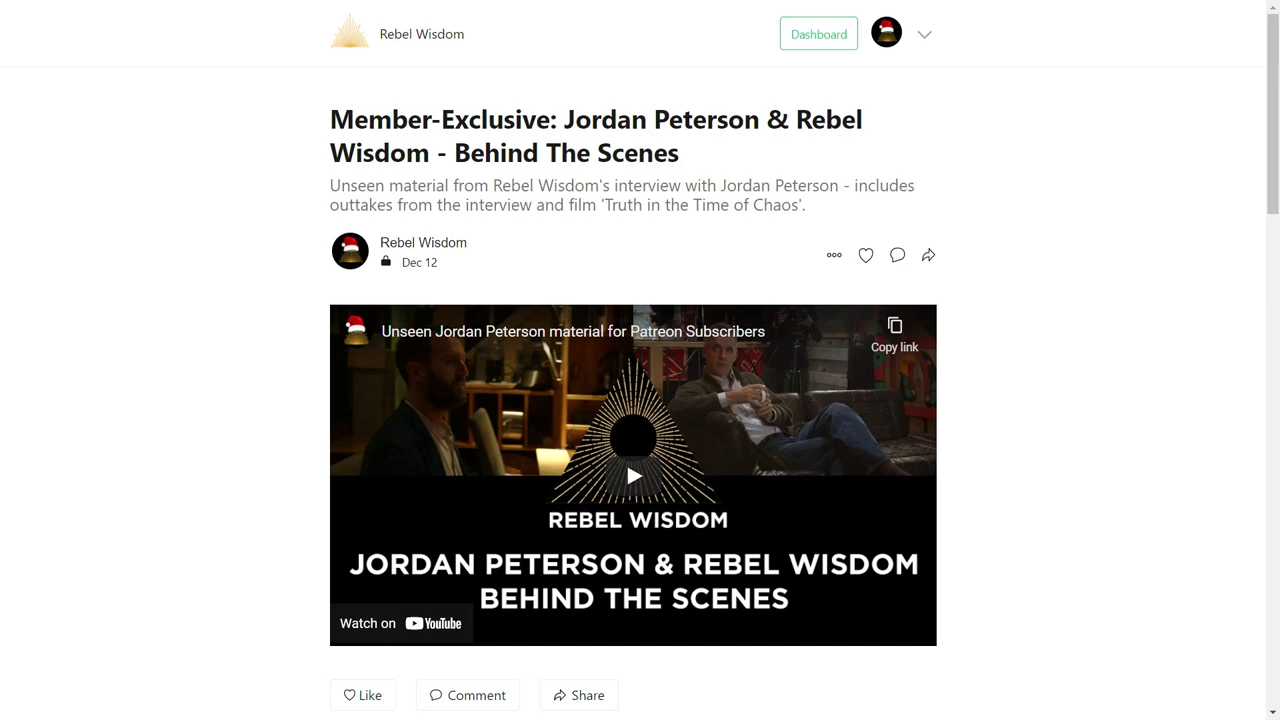 Rebel Wisdom
Dashboard
Member-Exclusive: Jordan Peterson & Rebel
Wisdom - Behind The Scenes
Unseen material from Rebel Wisdom's interview with Jordan Peterson - includes
outtakes from the interview and film 'Truth in the Time of Chaos'.
Rebel Wisdom
Dec 12
Unseen Jordan Peterson material for Patreon Subscribers
Copy link
REBEL WISDOM
JORDAN PETERSON & REBEL WISDOM
BEHIND THE SCENES
Watch on YouTube
Like Comment Share